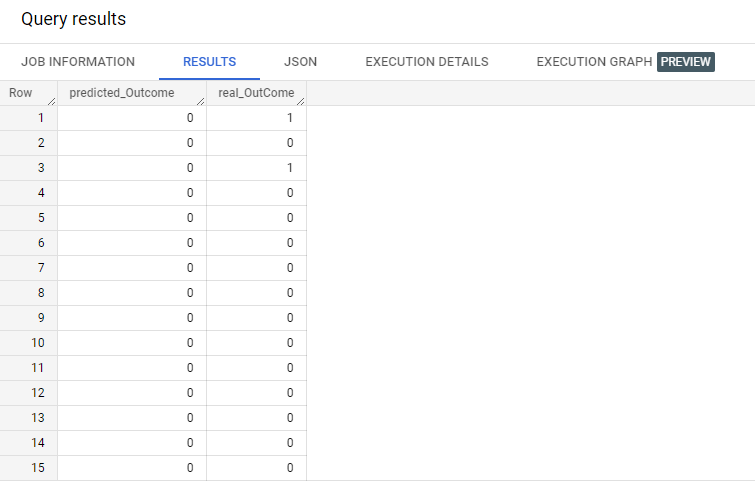 Query results
JOB INFORMATION RESULTS JSON EXECUTION DETAILS EXECUTION GRAPH PREVIEW
Row predicted_Outcome real_OutCome
1 0 1
2 0 0
3 0 1
4 0 0
5 0 0
6 0 0
7 0 0
8 0 0
9 0 0
10 0 0
11 0 0
12 0 0
13 0 0
14 0 0
15 0 0